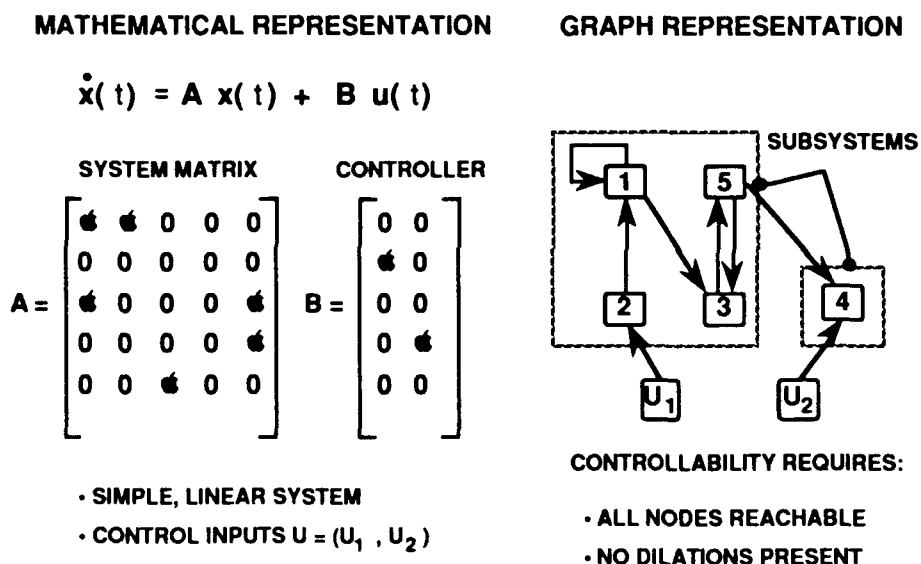 MATHEMATICAL REPRESENTATION
ẋ( t) = A x( t) + B u( t)
SYSTEM MATRIX
CONTROLLER
A =
0 0 0
0 0 0 0 0
0 0 0
0 0 0 0
0 0 0 0
B =
0 0
0
0 0
0
0 0
• SIMPLE, LINEAR SYSTEM
• CONTROL INPUTS U = (U₁ , U₂ )
GRAPH REPRESENTATION
SUBSYSTEMS
1
5
2
3
4
U₁
U₂
CONTROLLABILITY REQUIRES:
• ALL NODES REACHABLE
• NO DILATIONS PRESENT